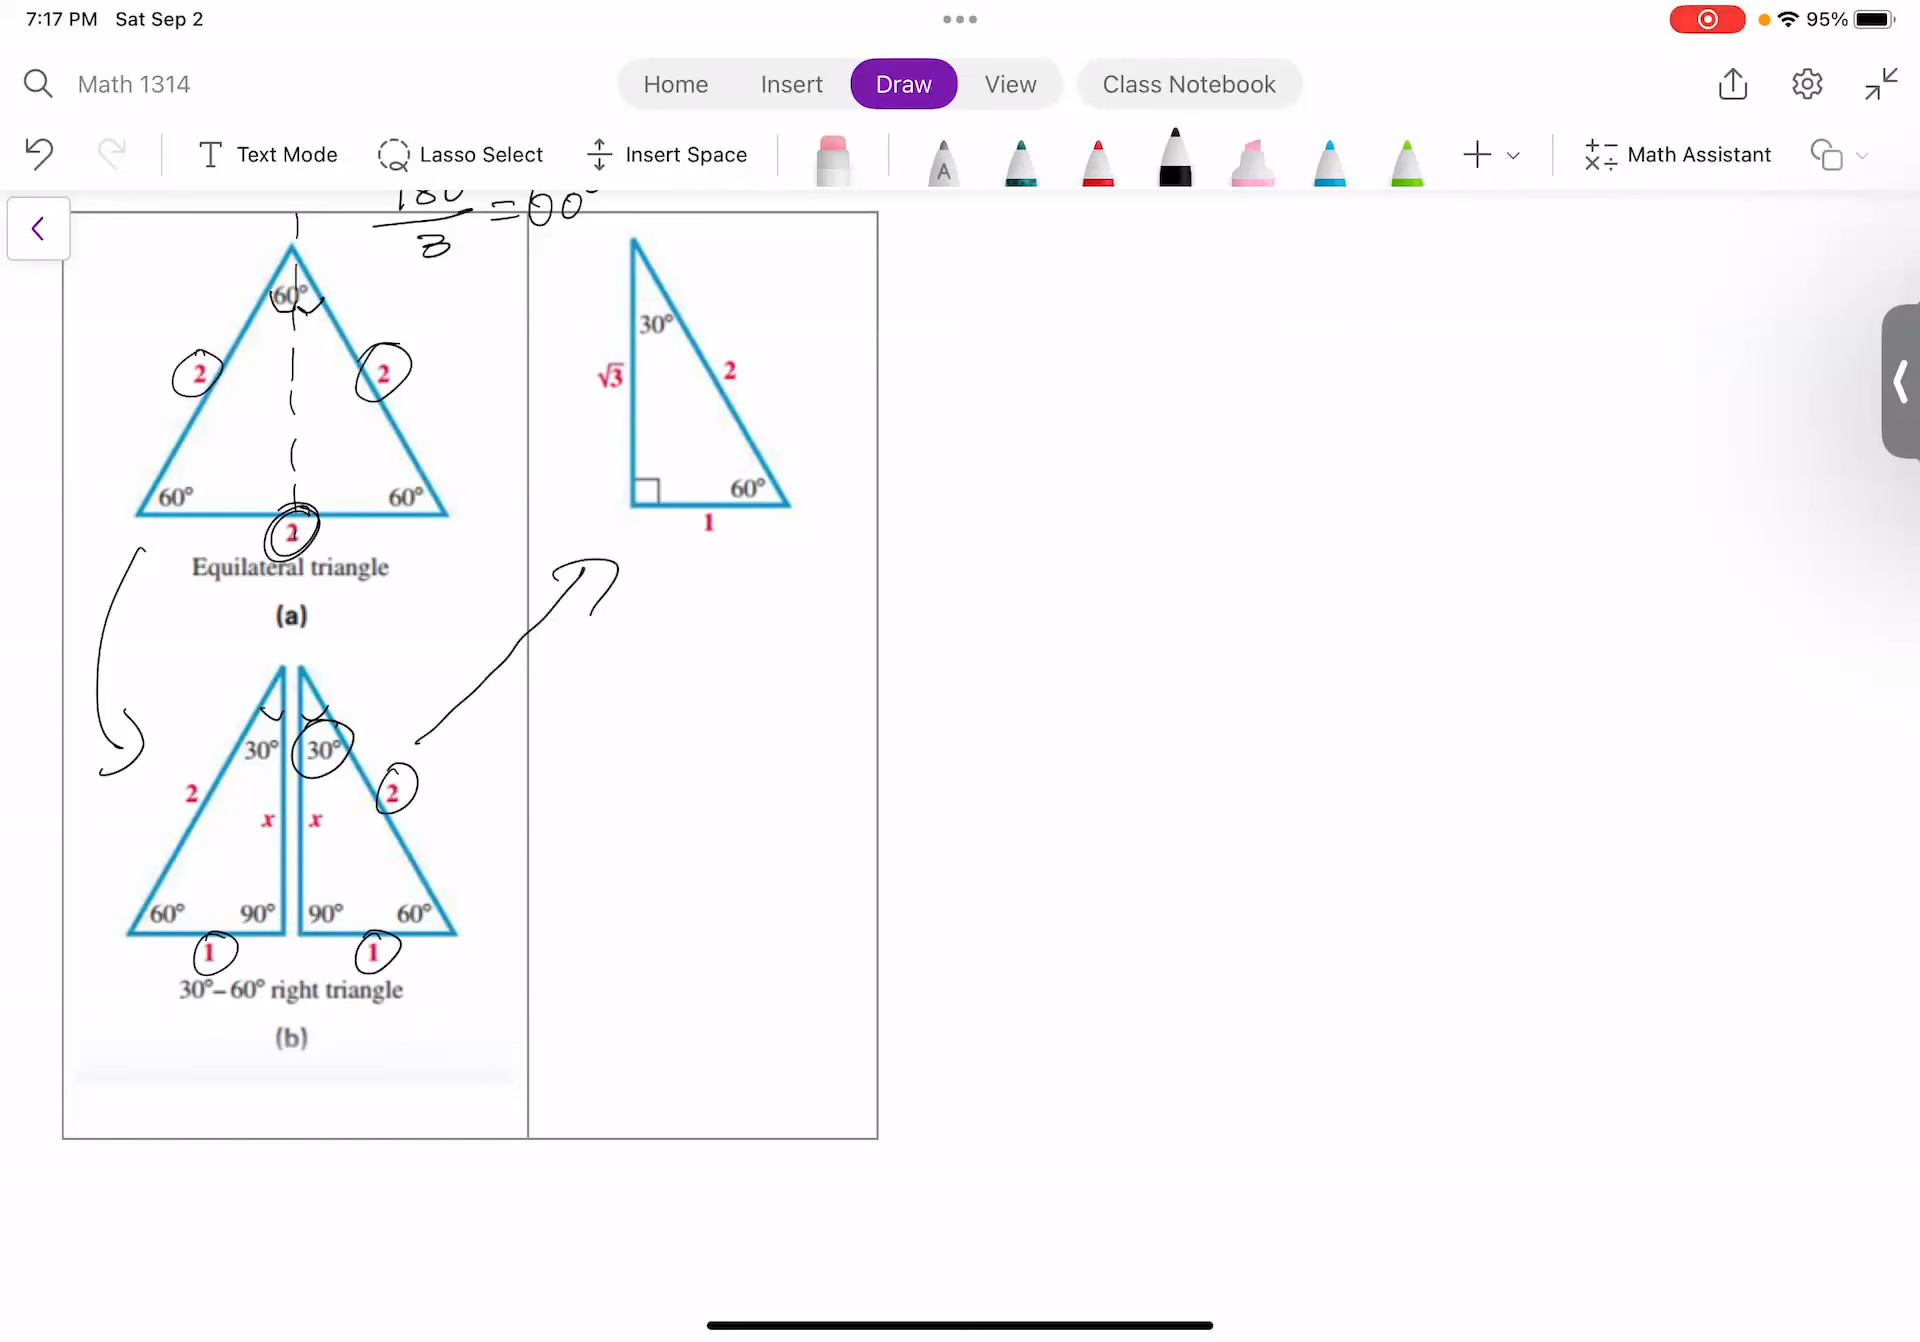 7:17 PM Sat Sep 2
95%
Math 1314
Home Insert Draw View Class Notebook
Text Mode Lasso Select Insert Space A Math Assistant
180
3
= 60°
60°
2
2
60°
60°
2
Equilateral triangle
(a)
30°
√3
2
60°
1
30°
30°
2
x
x
2
60°
90°
90°
60°
1
1
30°–60° right triangle
(b)